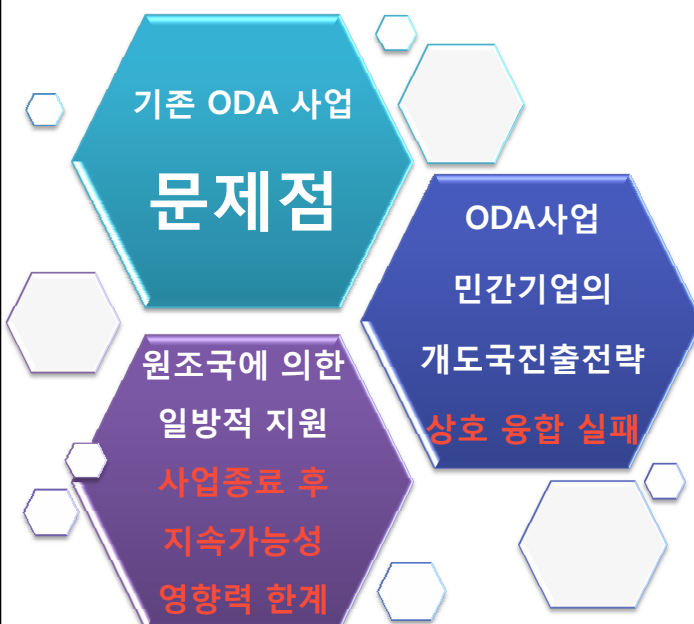 기존 ODA 사업
문제점
ODA사업
민간기업의
개도국진출전략
상호 융합 실패
원조국에 의한
일방적 지원
사업종료 후
지속가능성
영향력 한계